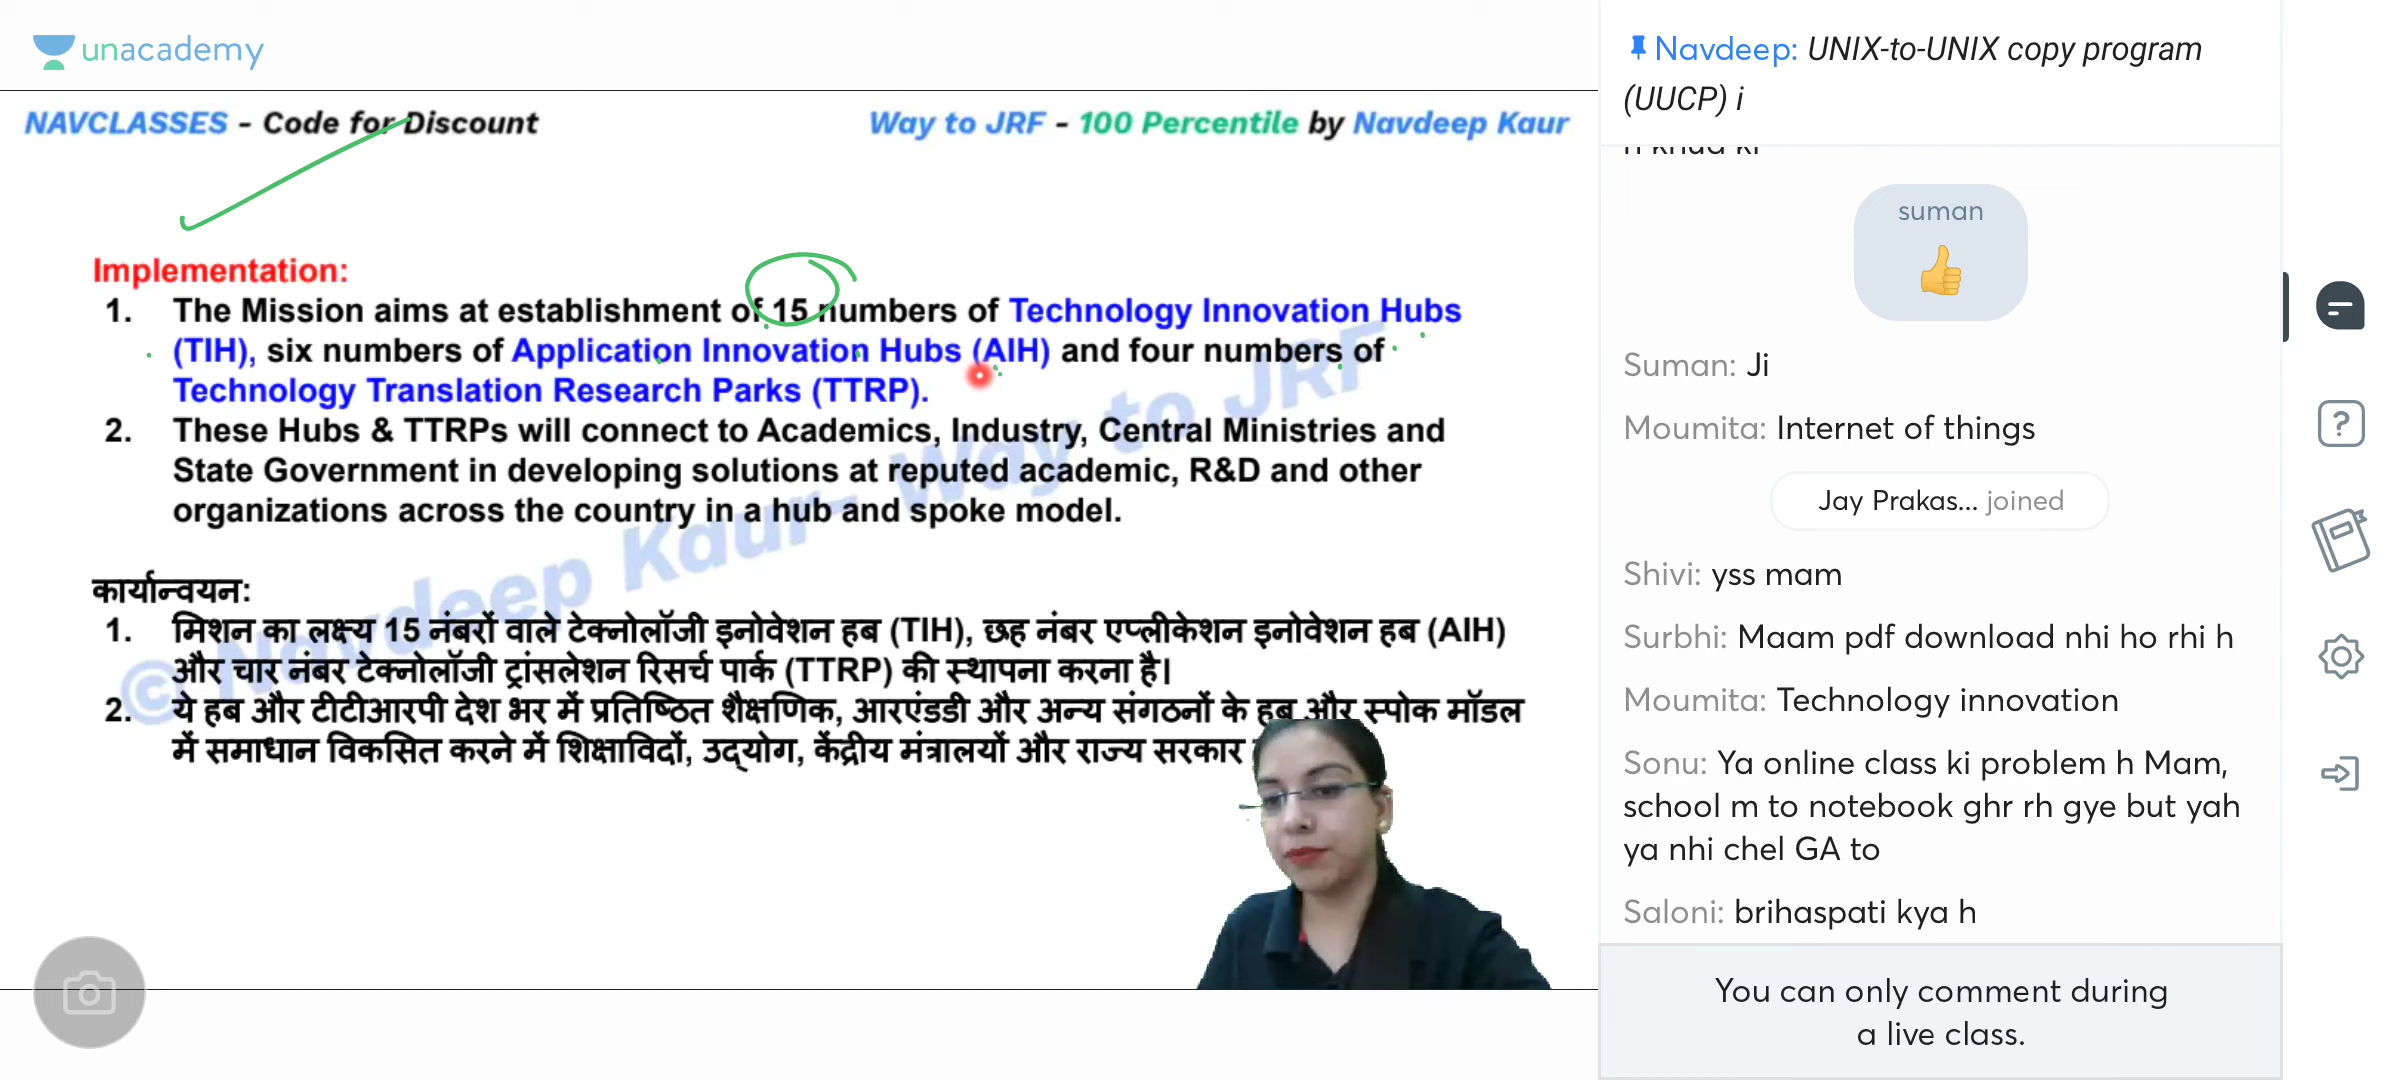 unacademy
NAVCLASSES - Code for Discount
Way to JRF - 100 Percentile by Navdeep Kaur
Implementation:
1. The Mission aims at establishment of 15 numbers of Technology Innovation Hubs
(TIH), six numbers of Application Innovation Hubs (AIH) and four numbers of
Technology Translation Research Parks (TTRP).
2. These Hubs & TTRPs will connect to Academics, Industry, Central Ministries and
State Government in developing solutions at reputed academic, R&D and other
organizations across the country in a hub and spoke model.
कार्यान्वयन:
1. मिशन का लक्ष्य 15 नंबरों वाले टेक्नोलॉजी इनोवेशन हब (TIH), छह नंबर एप्लीकेशन इनोवेशन हब (AIH)
और चार नंबर टेक्नोलॉजी ट्रांसलेशन रिसर्च पार्क (TTRP) की स्थापना करना है।
2. ये हब और टीटीआरपी देश भर में प्रतिष्ठित शैक्षणिक, आरएंडडी और अन्य संगठनों के हब और स्पोक मॉडल
में समाधान विकसित करने में शिक्षाविदों, उद्योग, केंद्रीय मंत्रालयों और राज्य सरकार
© Navdeep Kaur- Way to JRF
Navdeep: UNIX-to-UNIX copy program
(UUCP) i
suman
Suman: Ji
Moumita: Internet of things
Jay Prakas... joined
Shivi: yss mam
Surbhi: Maam pdf download nhi ho rhi h
Moumita: Technology innovation
Sonu: Ya online class ki problem h Mam,
school m to notebook ghr rh gye but yah
ya nhi chel GA to
Saloni: brihaspati kya h
You can only comment during
a live class.